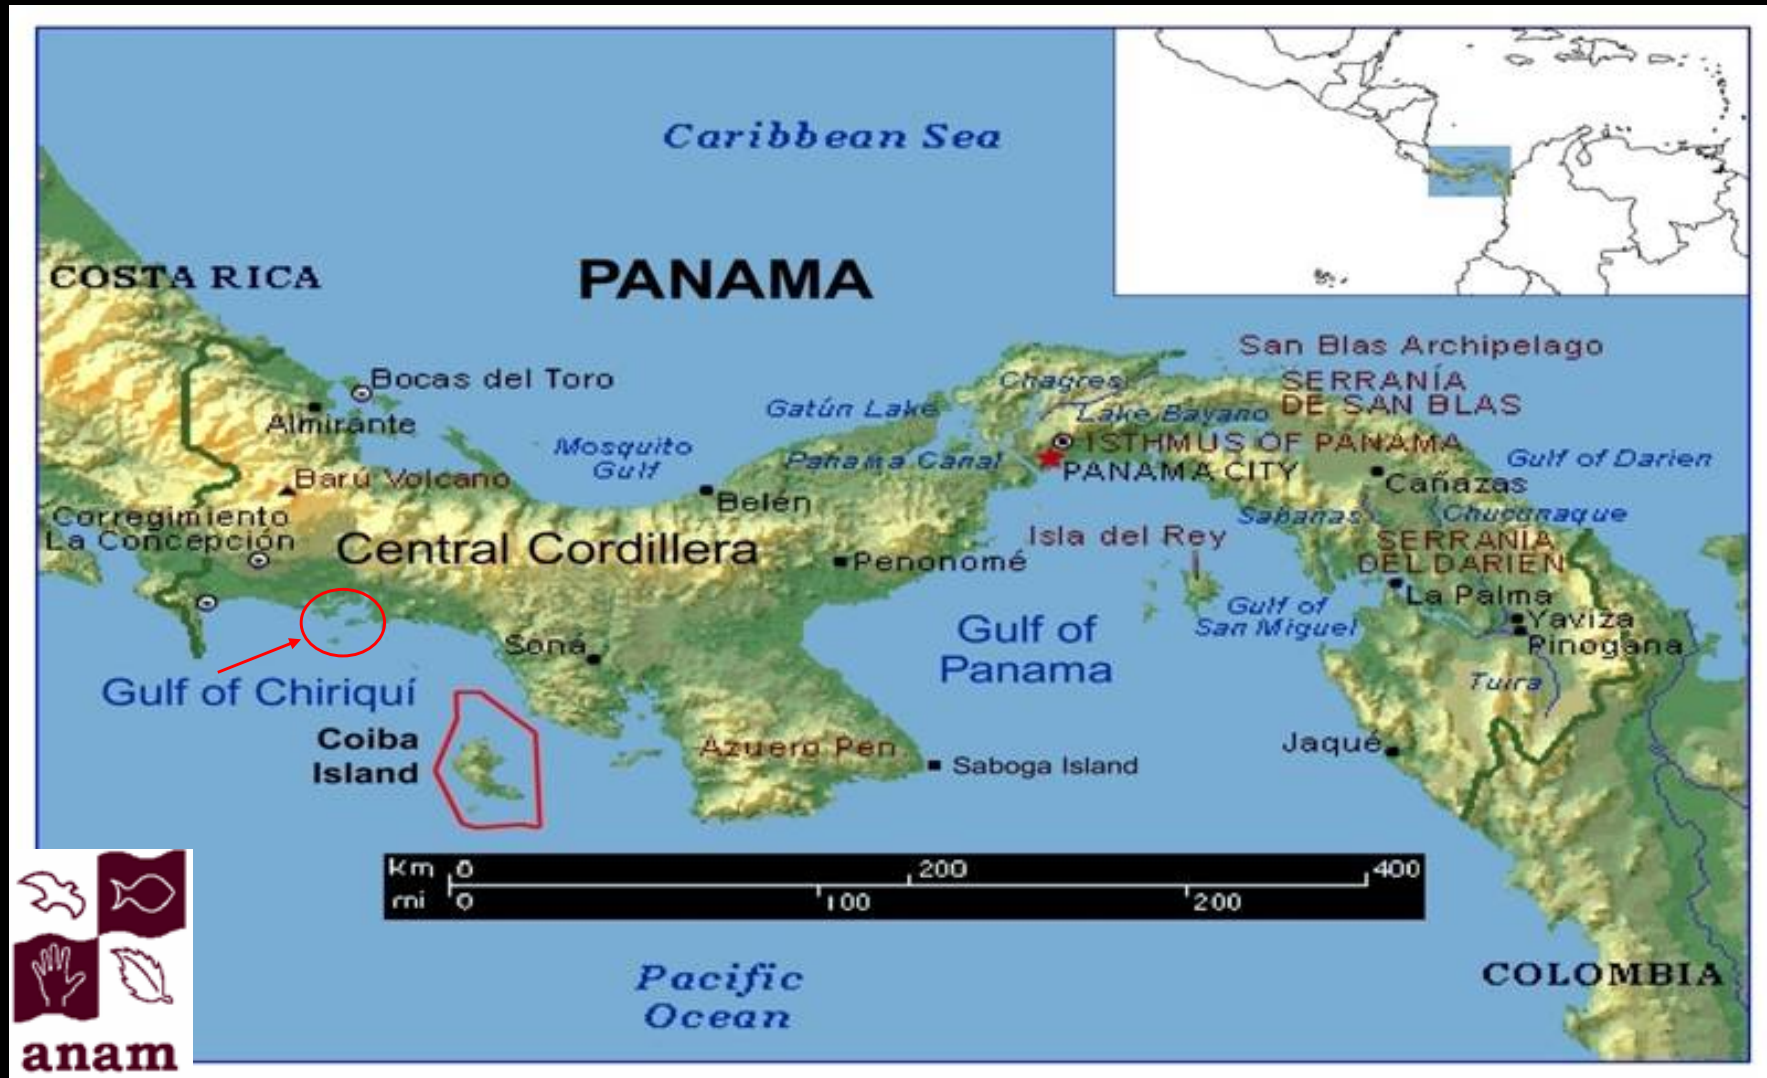 Caribbean Sea
COSTA RICA
PANAMA
San Blas Archipelago
SERRANÍA
DE SAN BLAS
Bocas del Toro
Almirante
Chagres
Gatún Lake
Lake Bayano
Mosquito
Gulf
Panama Canal
ISTHMUS OF PANAMA
PANAMA CITY
Gulf of Darien
Barú Volcano
Belén
Cañazas
Corregimiento
La Concepción
Central Cordillera
Sabanas
Chucunaque
Isla del Rey
SERRANÍA
DEL DARIEN
Penonomé
La Palma
Gulf of
San Miguel
Yaviza
Pinogana
Gulf of
Panama
Soná
Gulf of Chiriquí
Tuira
Coiba
Island
Azuero Pen
Saboga Island
Jaqué
Km 0 200 400
mi 0 100 200
Pacific
Ocean
COLOMBIA
anam